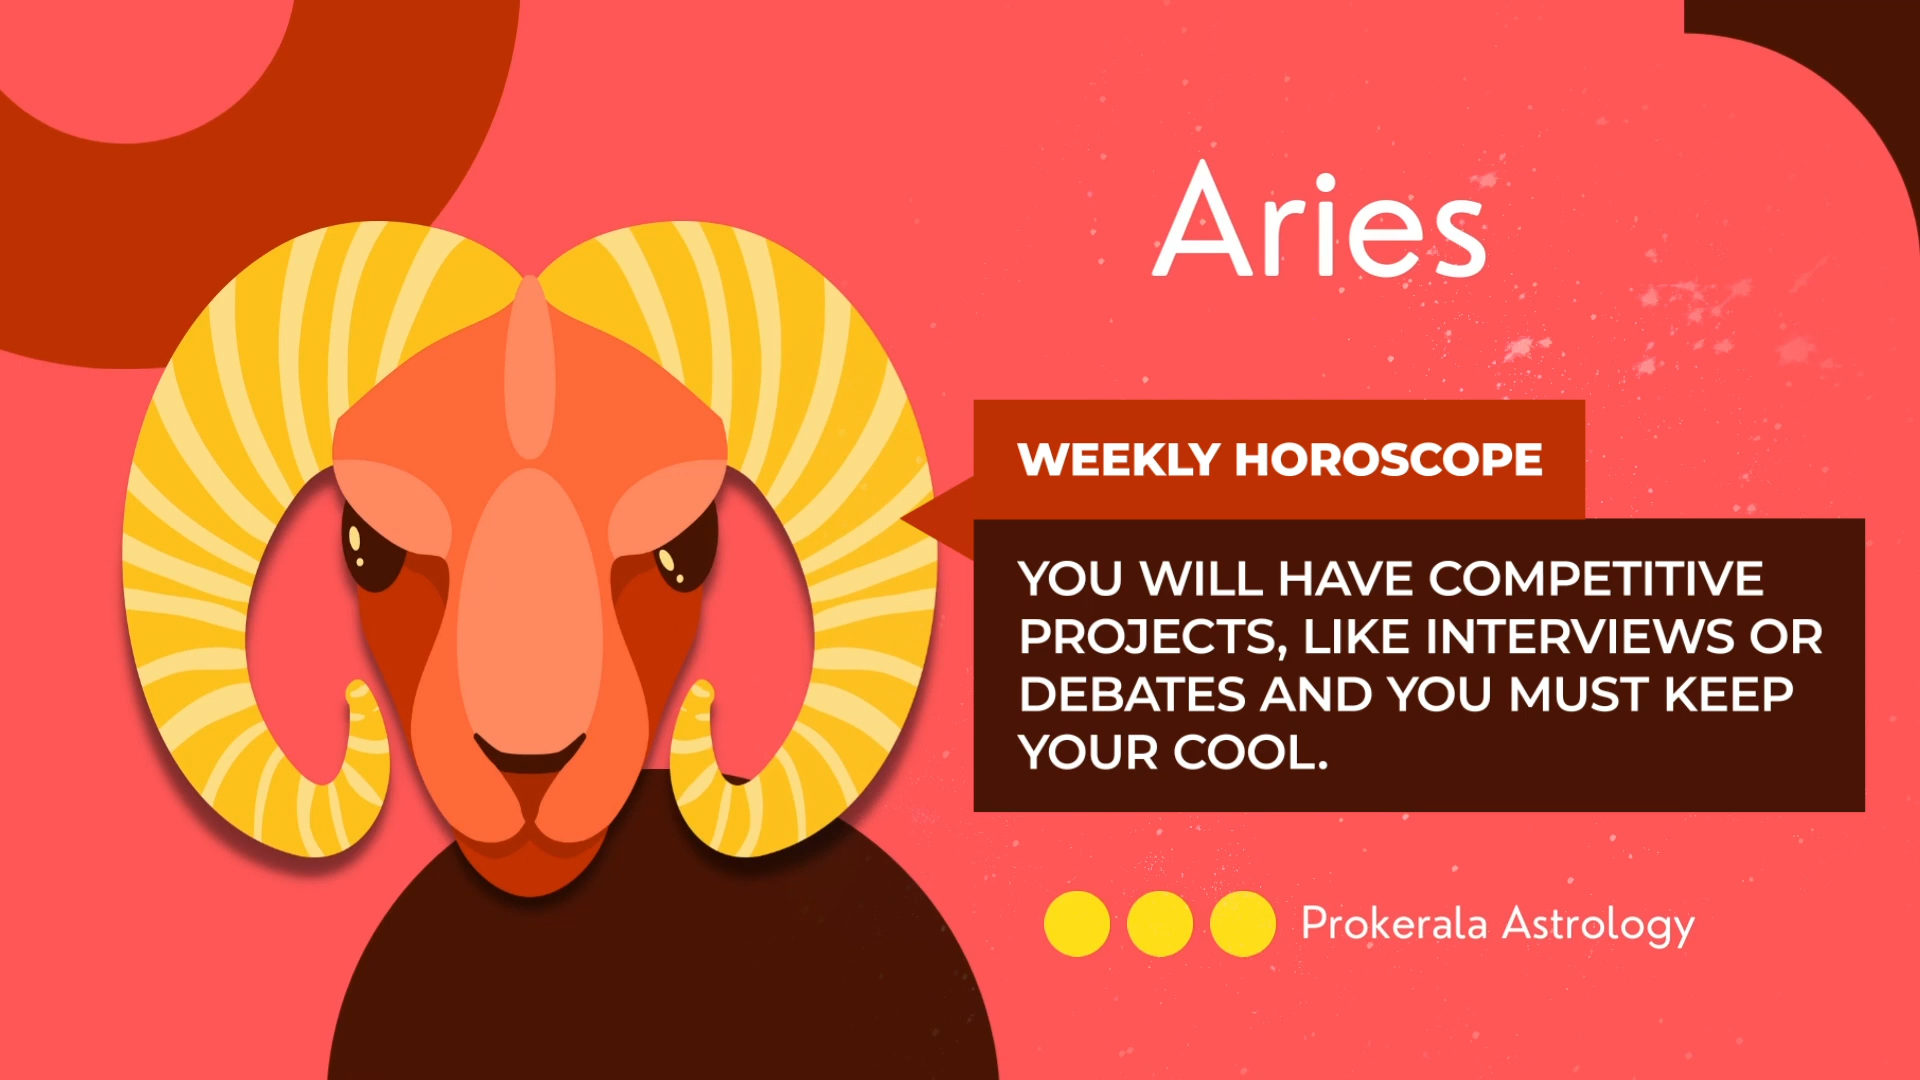 Aries
WEEKLY HOROSCOPE
YOU WILL HAVE COMPETITIVE
PROJECTS, LIKE INTERVIEWS OR
DEBATES AND YOU MUST KEEP
YOUR COOL.
Prokerala Astrology